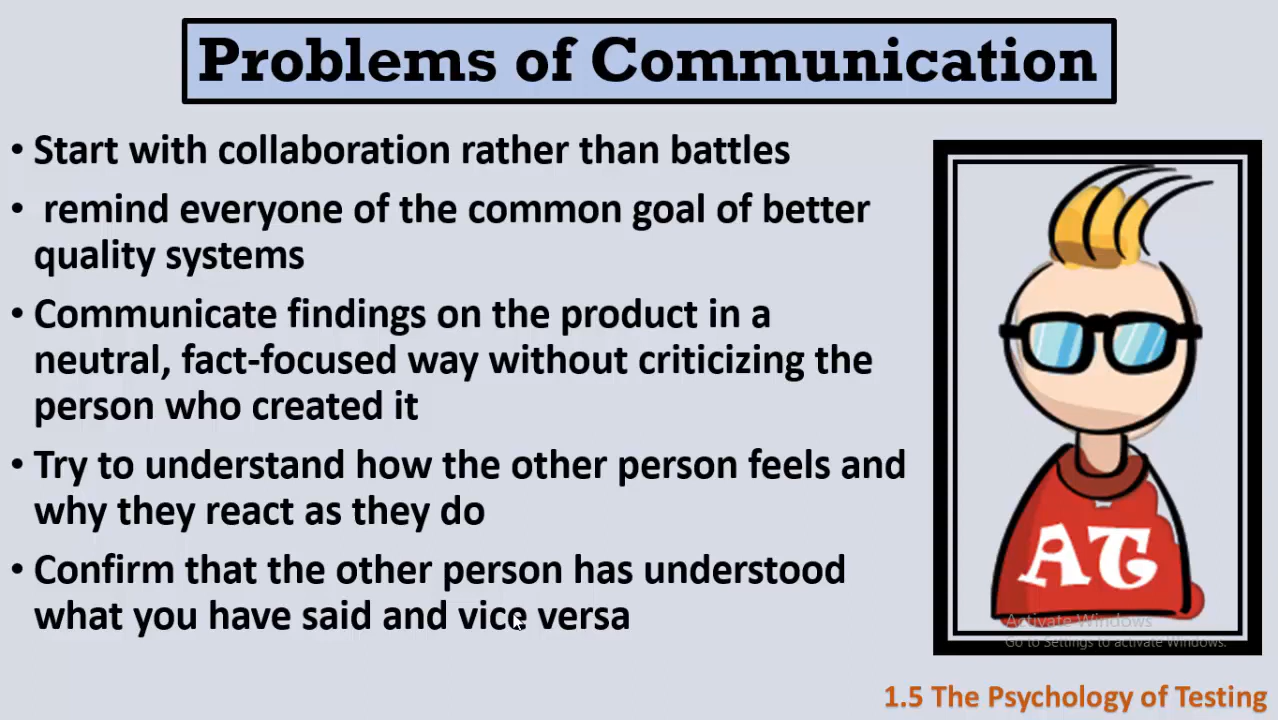 Problems of Communication
• Start with collaboration rather than battles
• remind everyone of the common goal of better
quality systems
• Communicate findings on the product in a
neutral, fact-focused way without criticizing the
person who created it
• Try to understand how the other person feels and
why they react as they do
• Confirm that the other person has understood
what you have said and vice versa
AT
Activate Windows
Go to Settings to activate Windows.
1.5 The Psychology of Testing